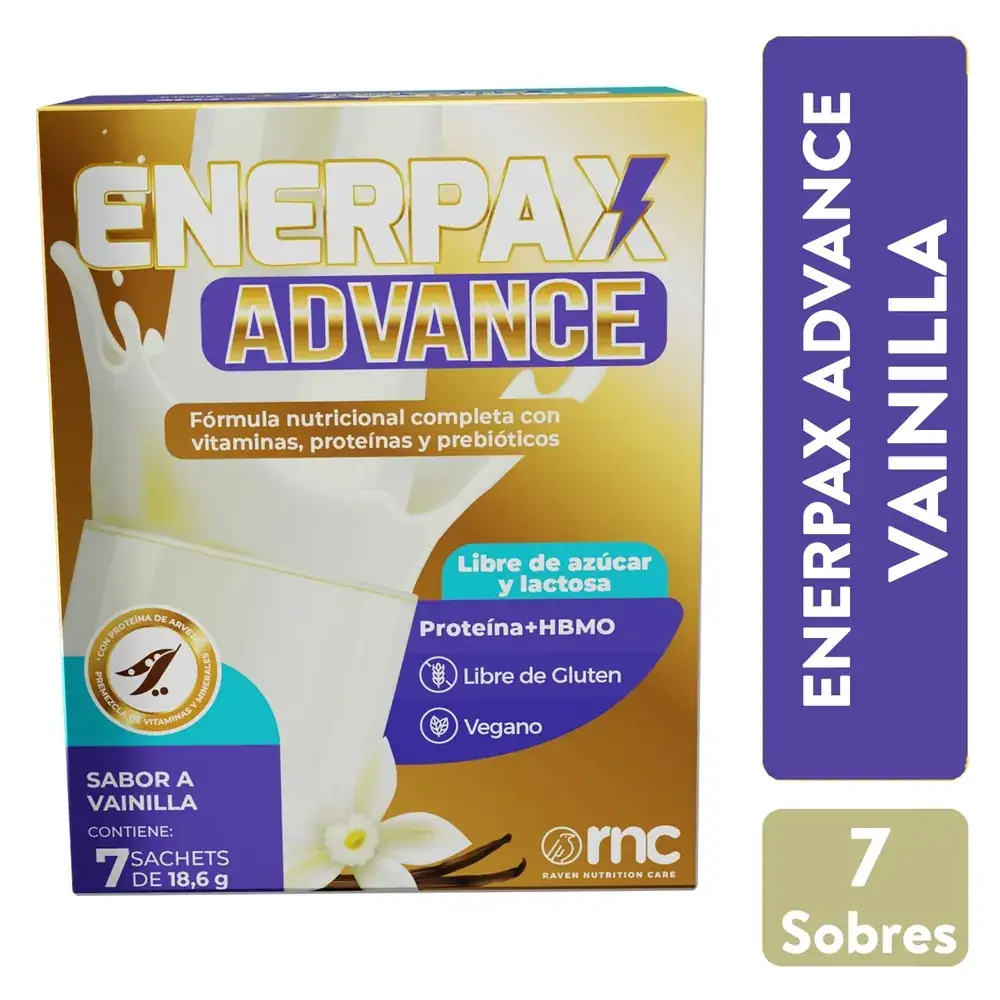 ENERPAX
ADVANCE
Fórmula nutricional completa con
vitaminas, proteínas y prebióticos
Libre de azúcar
y lactosa
Proteína+HBMO
Libre de Gluten
Vegano
• CON PROTEÍNA DE ARVEJA •
PREMEZCLA DE VITAMINAS Y MINERALES
SABOR A
VAINILLA
CONTIENE:
7 SACHETS
DE 18,6 g
rnc
RAVEN NUTRITION CARE
ENERPAX ADVANCE
VAINILLA
7
Sobres